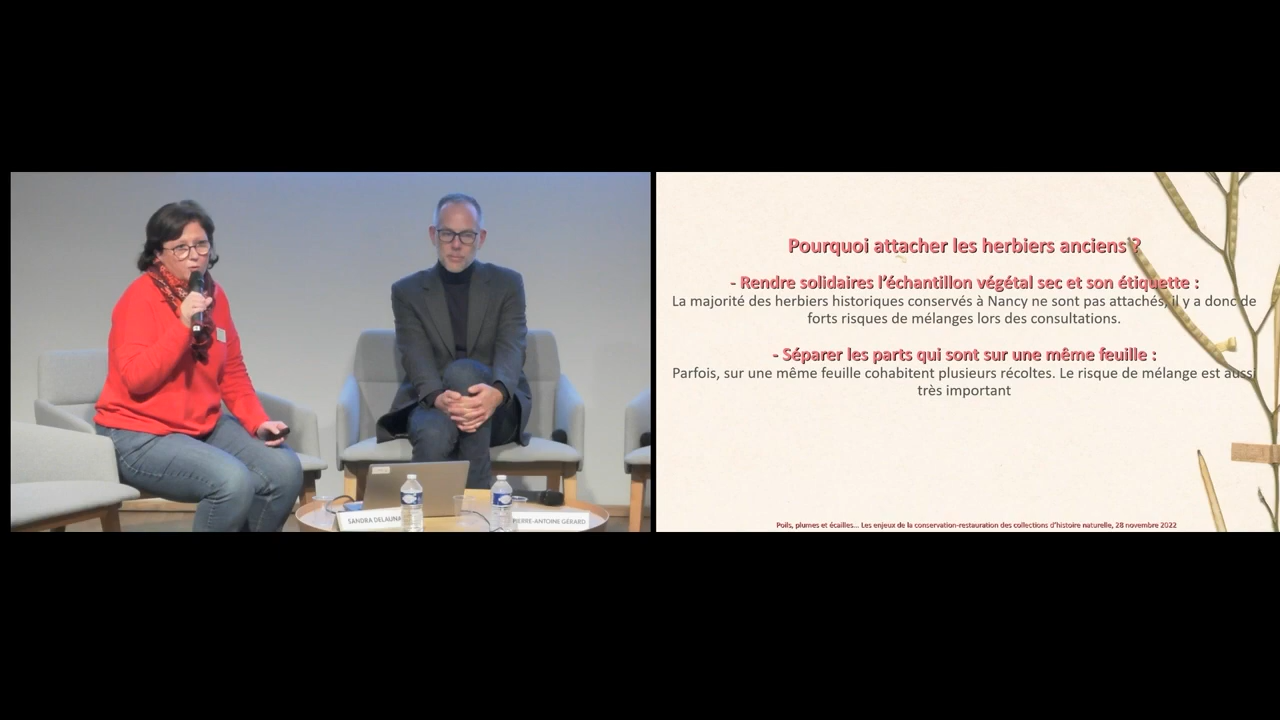 SANDRA DELAUNA
PIERRE-ANTOINE GÉRARD
Pourquoi attacher les herbiers anciens ?
- Rendre solidaires l'échantillon végétal sec et son étiquette :
La majorité des herbiers historiques conservés à Nancy ne sont pas attachés, il y a donc de
forts risques de mélanges lors des consultations.
- Séparer les parts qui sont sur une même feuille :
Parfois, sur une même feuille cohabitent plusieurs récoltes. Le risque de mélange est aussi
très important
Poils, plumes et écailles... Les enjeux de la conservation-restauration des collections d'histoire naturelle, 28 novembre 2022